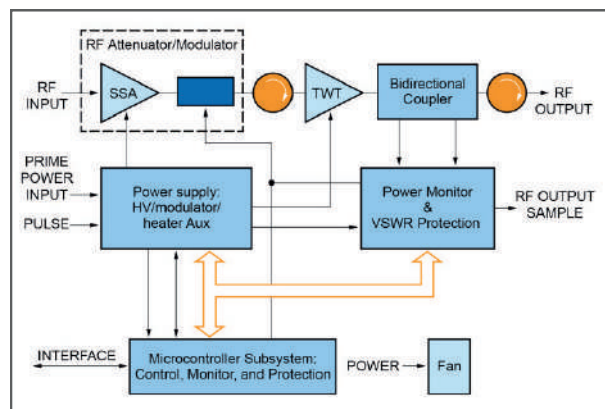 RF Attenuator/Modulator
RF
INPUT
SSA
TWT
Bidirectional
Coupler
RF
OUTPUT
PRIME
POWER
INPUT
PULSE
Power supply:
HV/modulator/
heater Aux
Power Monitor
&
VSWR Protection
RF OUTPUT
SAMPLE
INTERFACE
Microcontroller Subsystem:
Control, Monitor, and Protection
POWER
Fan